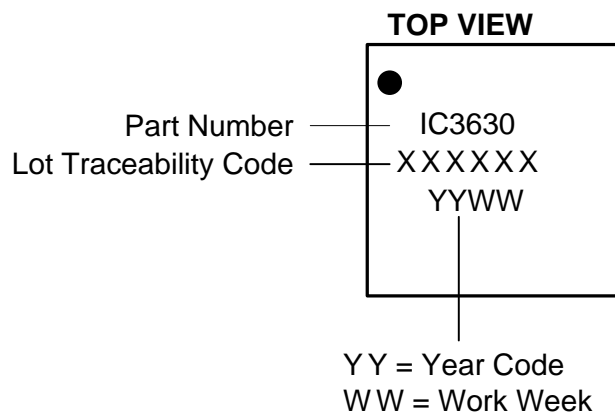 TOP VIEW
Part Number
IC3630
Lot Traceability Code
XXXXXX
YYWW
YY = Year Code
WW = Work Week